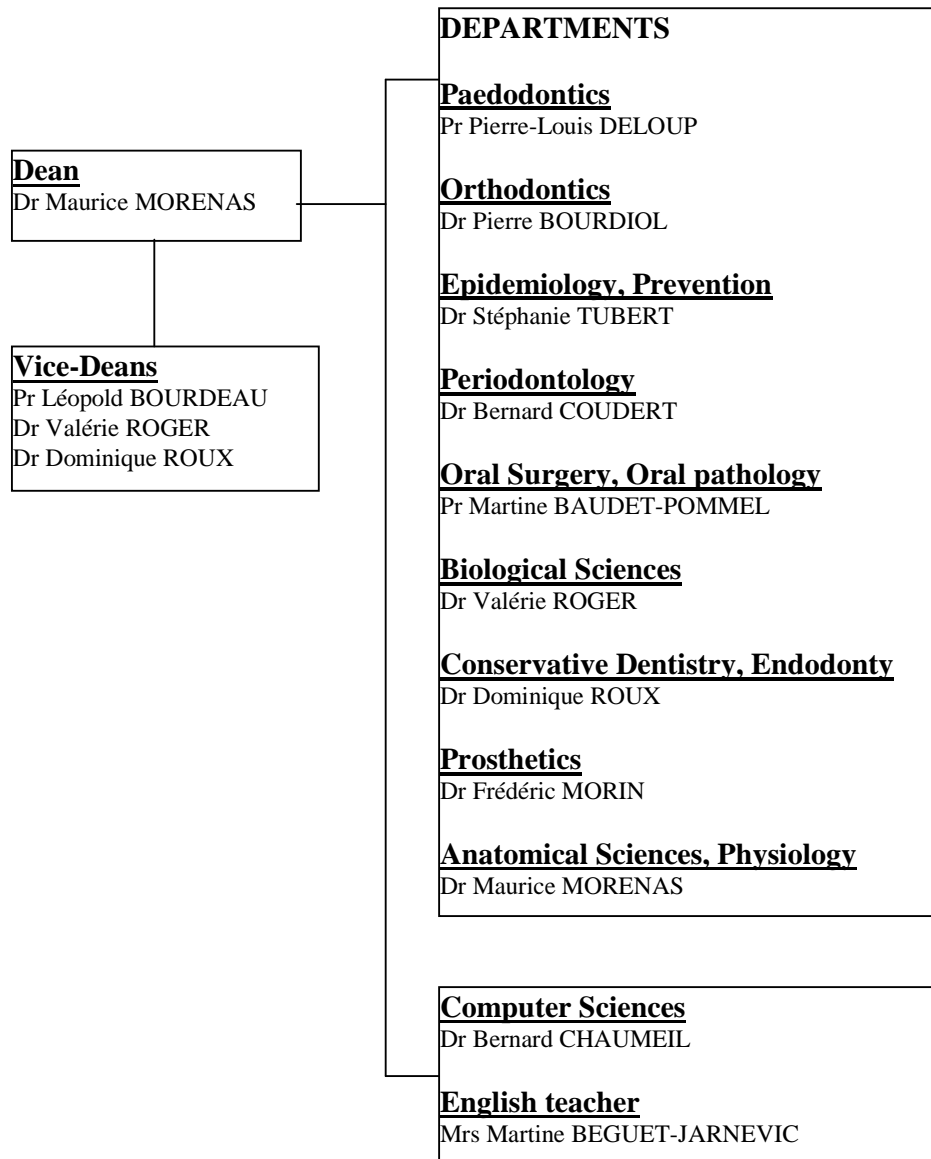 Dean
Dr Maurice MORENAS
Vice-Deans
Pr Léopold BOURDEAU
Dr Valérie ROGER
Dr Dominique ROUX
DEPARTMENTS
Paedodontics
Pr Pierre-Louis DELOUP
Orthodontics
Dr Pierre BOURDIOL
Epidemiology, Prevention
Dr Stéphanie TUBERT
Periodontology
Dr Bernard COUDERT
Oral Surgery, Oral pathology
Pr Martine BAUDET-POMMEL
Biological Sciences
Dr Valérie ROGER
Conservative Dentistry, Endodonty
Dr Dominique ROUX
Prosthetics
Dr Frédéric MORIN
Anatomical Sciences, Physiology
Dr Maurice MORENAS
Computer Sciences
Dr Bernard CHAUMEIL
English teacher
Mrs Martine BEGUET-JARNEVIC